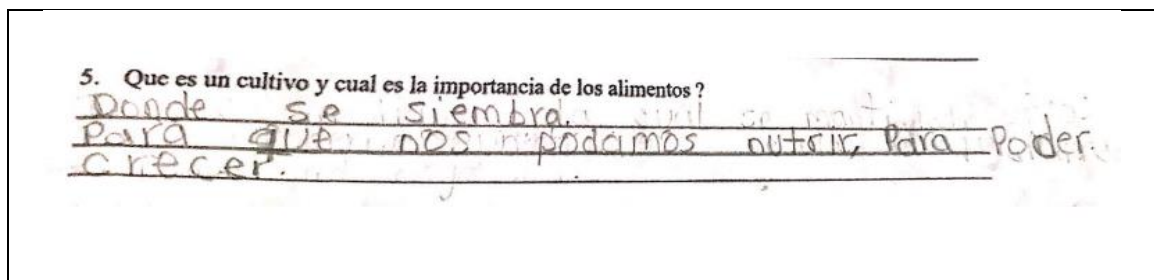 5. Que es un cultivo y cual es la importancia de los alimentos ?
Donde se siembra.
Para que nos podamos nutrir, Para Poder.
Crecer.